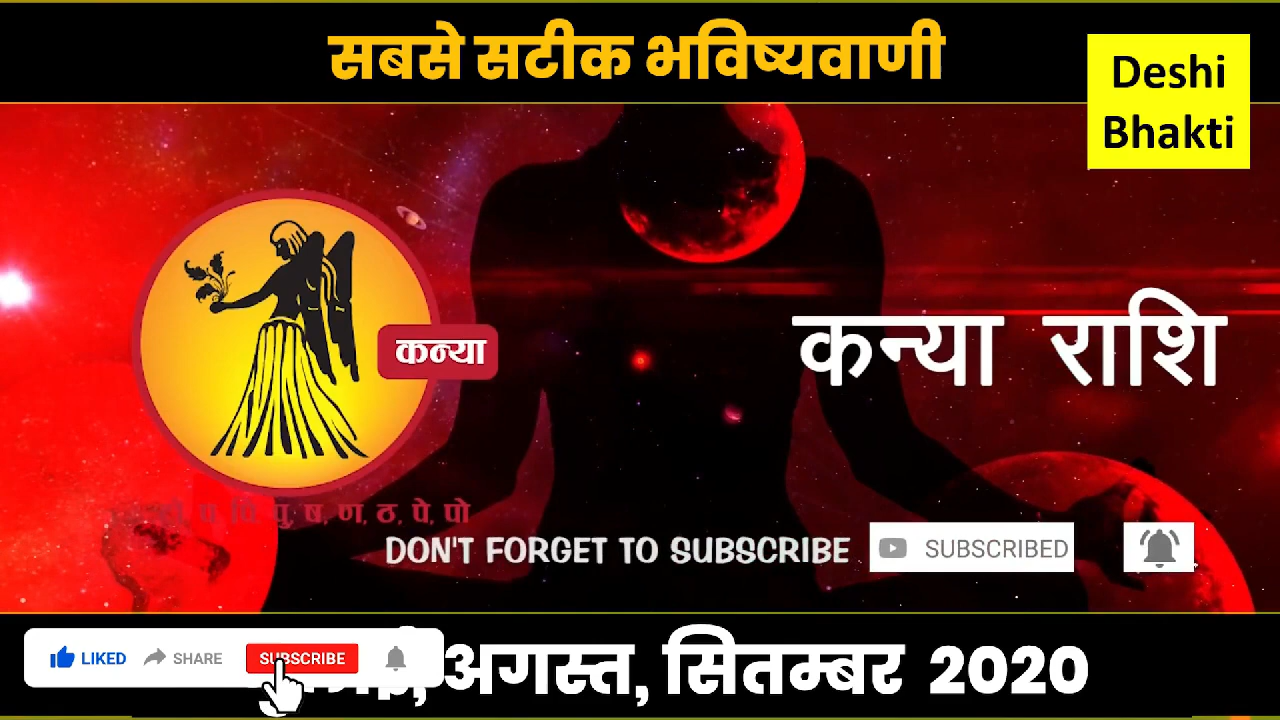 सबसे सटीक भविष्यवाणी
Deshi
Bhakti
कन्या
कन्या राशि
पु, ष, ण, ठ, पे, पो
DON'T FORGET TO SUBSCRIBE
SUBSCRIBED
LIKED SHARE SUBSCRIBE
अगस्त, सितम्बर 2020